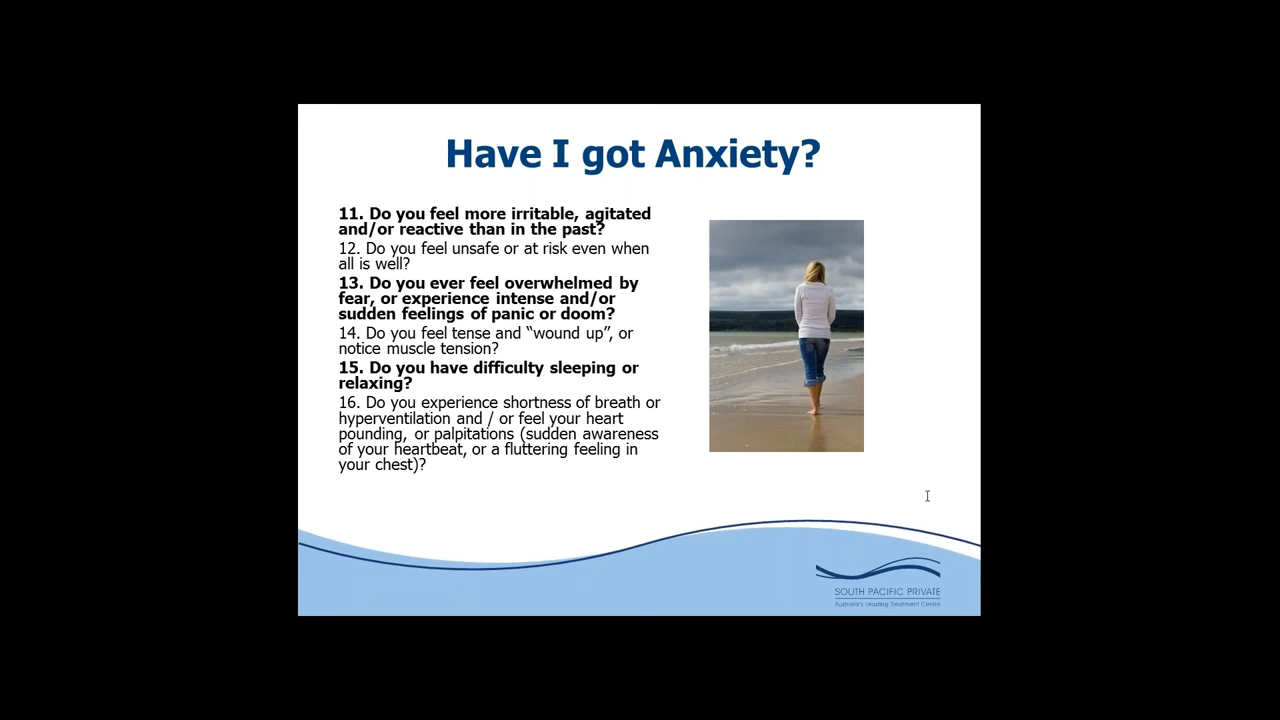 Have I got Anxiety?
11. Do you feel more irritable, agitated
and/or reactive than in the past?
12. Do you feel unsafe or at risk even when
all is well?
13. Do you ever feel overwhelmed by
fear, or experience intense and/or
sudden feelings of panic or doom?
14. Do you feel tense and “wound up”, or
notice muscle tension?
15. Do you have difficulty sleeping or
relaxing?
16. Do you experience shortness of breath or
hyperventilation and / or feel your heart
pounding, or palpitations (sudden awareness
of your heartbeat, or a fluttering feeling in
your chest)?
SOUTH PACIFIC PRIVATE
Australia's Leading Treatment Centre